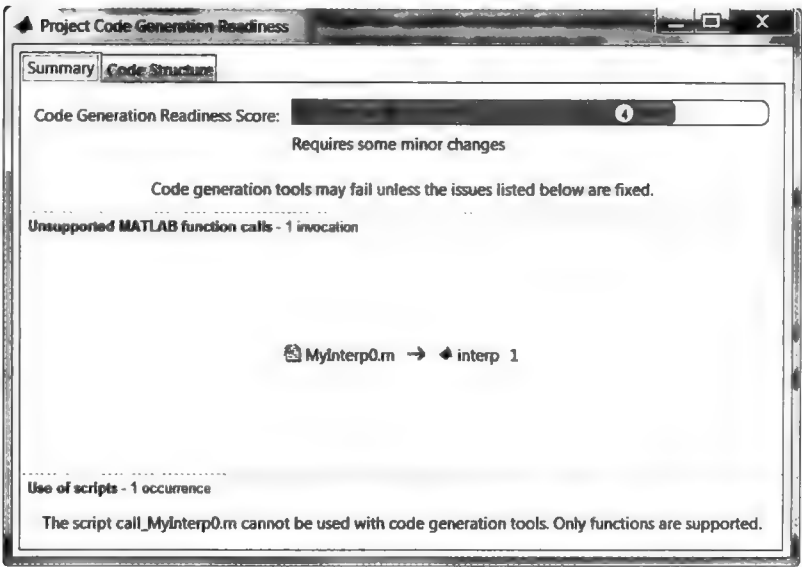 Project Code Generation Readiness
Summary Code Structure
Code Generation Readiness Score: 4
Requires some minor changes
Code generation tools may fail unless the issues listed below are fixed.
Unsupported MATLAB function calls - 1 invocation
MyInterp0.m → interp 1
Use of scripts - 1 occurrence
The script call_MyInterp0.m cannot be used with code generation tools. Only functions are supported.